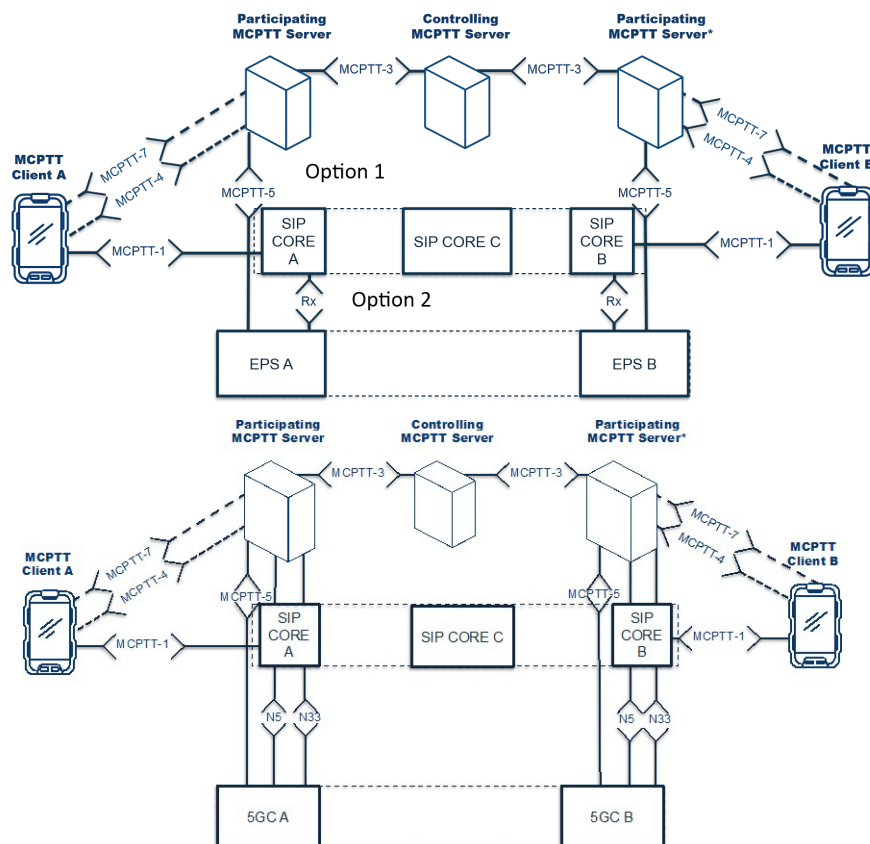 Participating
MCPTT Server
Controlling
MCPTT Server
Participating
MCPTT Server*
MCPTT-3
MCPTT-3
MCPTT
Client A
MCPTT-7
MCPTT-4
MCPTT-7
MCPTT-4
MCPTT
Client B
Option 1
MCPTT-5
MCPTT-5
SIP
CORE
A
SIP CORE C
SIP
CORE
B
MCPTT-1
MCPTT-1
Rx
Option 2
Rx
EPS A
EPS B
Participating
MCPTT Server
Controlling
MCPTT Server
Participating
MCPTT Server*
MCPTT-3
MCPTT-3
MCPTT
Client A
MCPTT-7
MCPTT-4
MCPTT-7
MCPTT-4
MCPTT
Client B
MCPTT-5
MCPTT-5
SIP
CORE
A
SIP CORE C
SIP
CORE
B
MCPTT-1
MCPTT-1
N5
N33
N5
N33
5GC A
5GC B